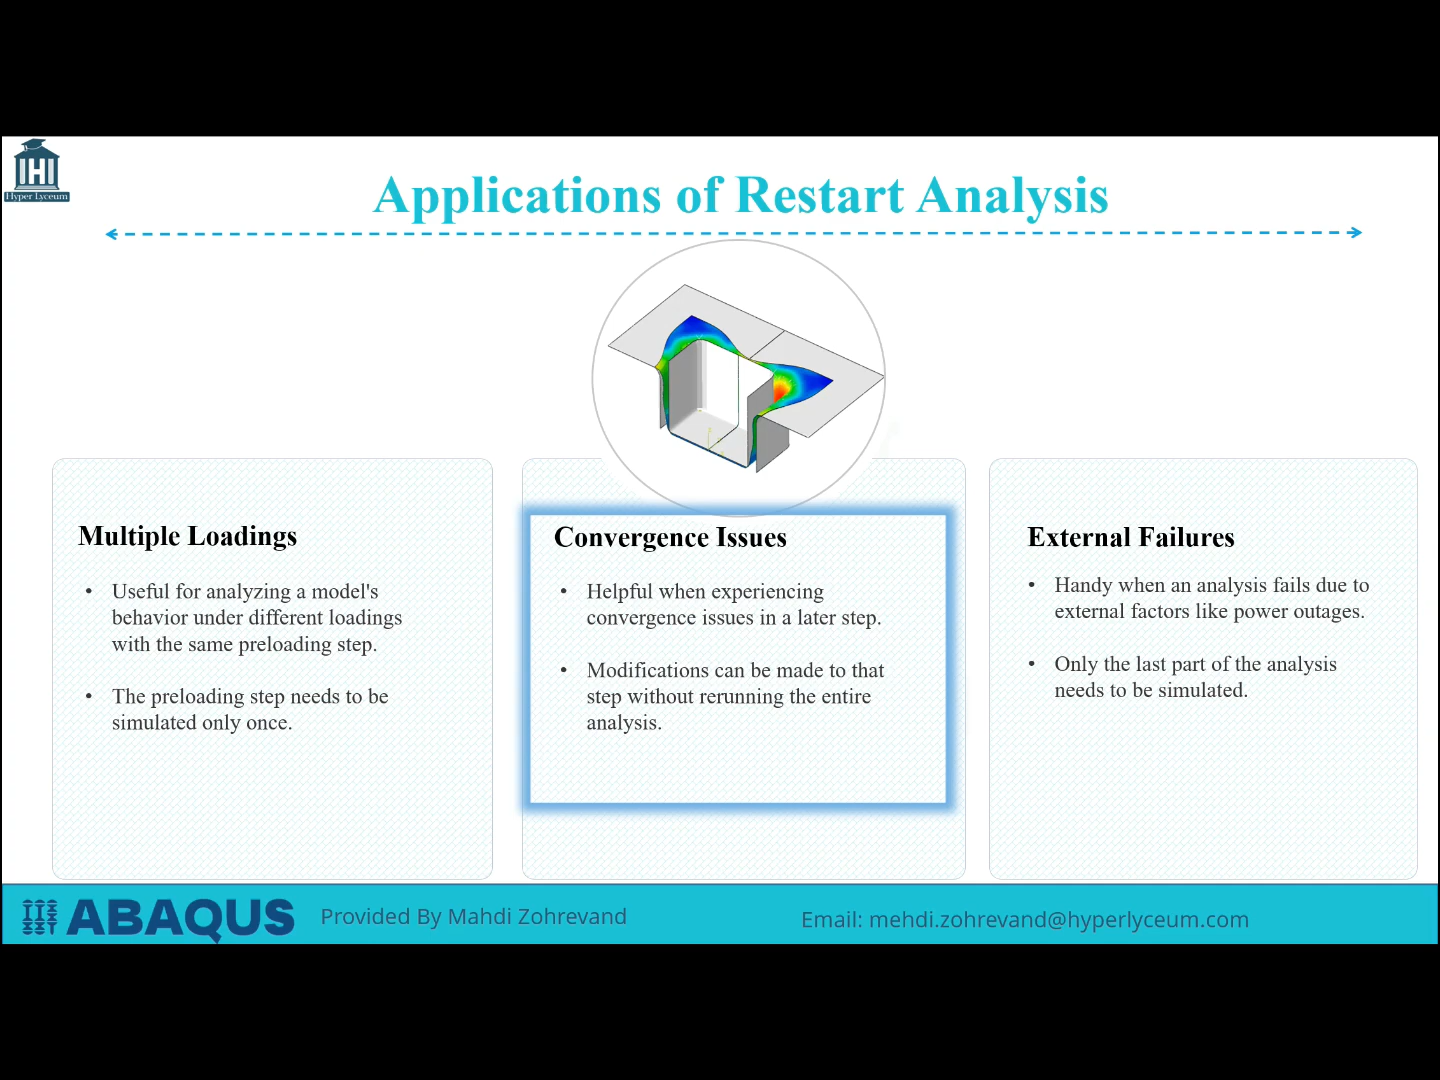 Hyper Lyceum
Applications of Restart Analysis
Multiple Loadings
• Useful for analyzing a model's
behavior under different loadings
with the same preloading step.
• The preloading step needs to be
simulated only once.
Convergence Issues
• Helpful when experiencing
convergence issues in a later step.
• Modifications can be made to that
step without rerunning the entire
analysis.
External Failures
• Handy when an analysis fails due to
external factors like power outages.
• Only the last part of the analysis
needs to be simulated.
ABAQUS
Provided By Mahdi Zohrevand
Email: mehdi.zohrevand@hyperlyceum.com